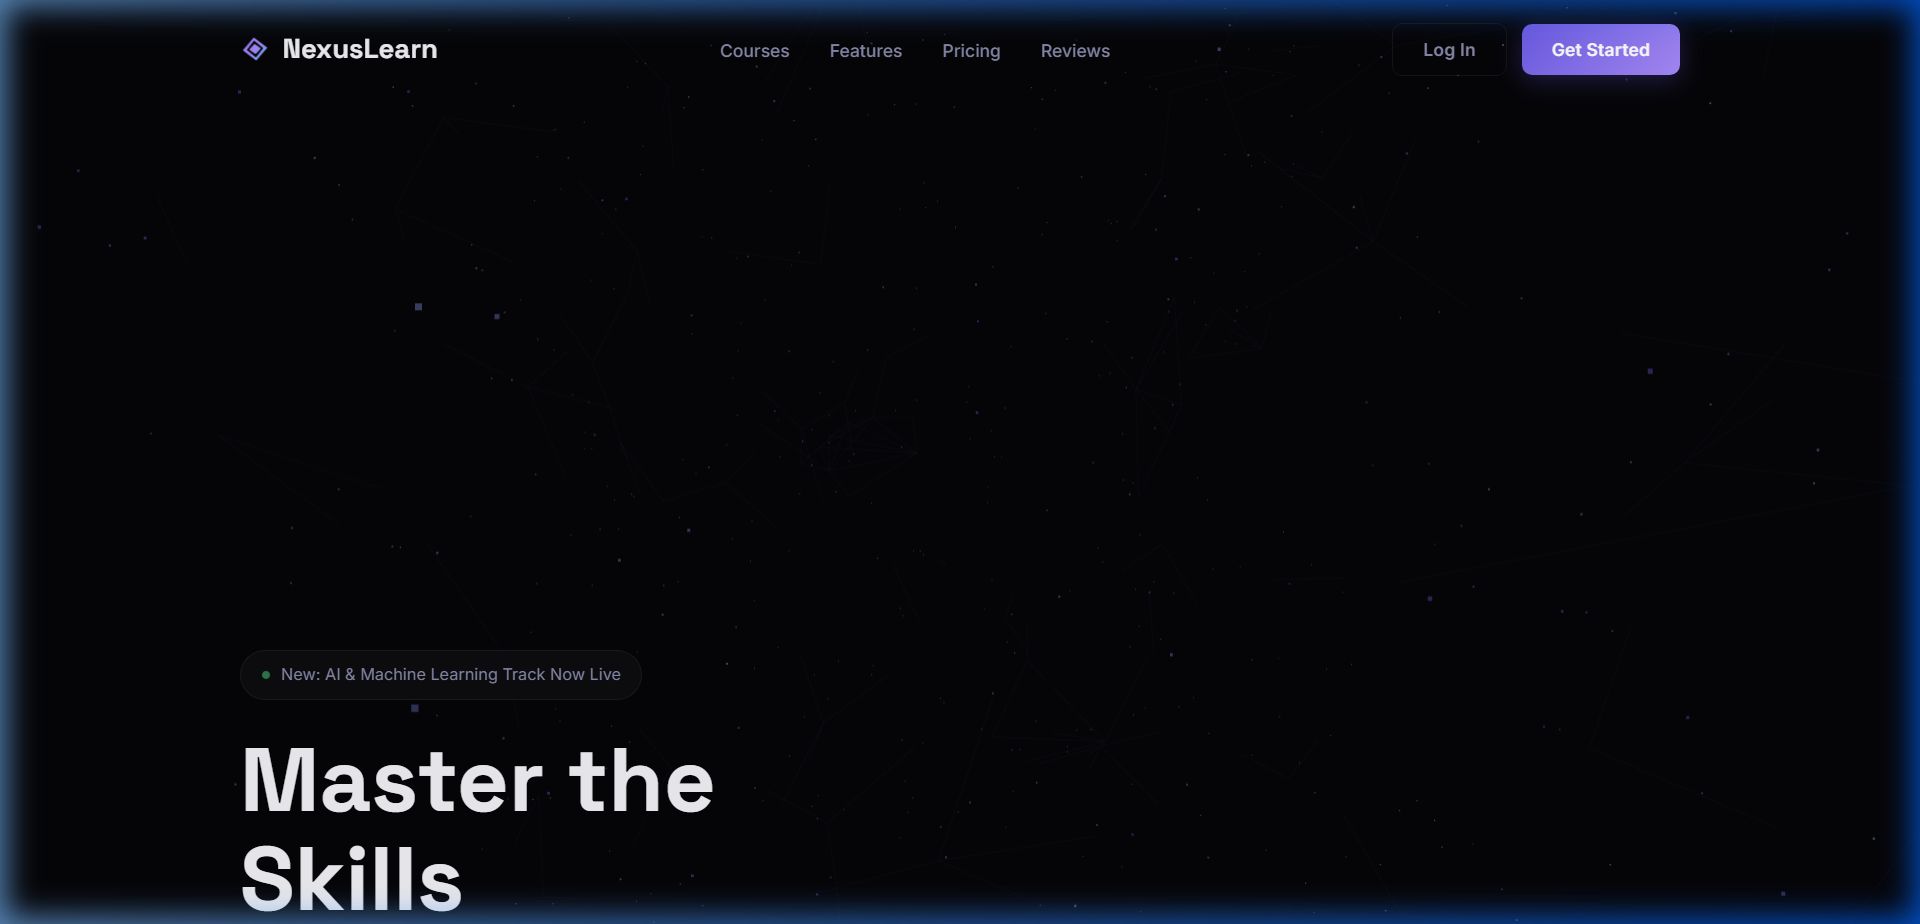 NexusLearn
Courses Features Pricing Reviews
Log In
Get Started
New: AI & Machine Learning Track Now Live
Master the
Skills